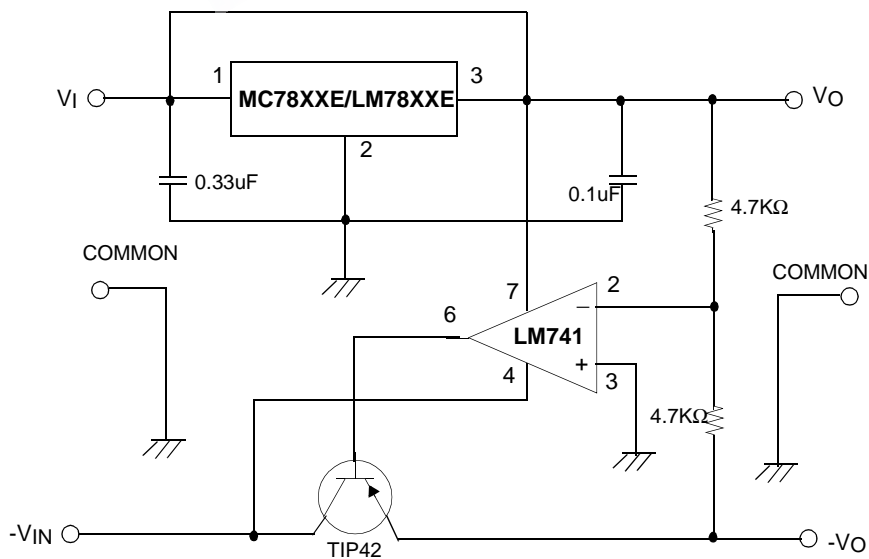 1
MC78XXE/LM78XXE
3
VI
VO
2
0.33uF
0.1uF
4.7KΩ
COMMON
COMMON
7
2
6
−
LM741
+
4
3
4.7KΩ
-VIN
TIP42
-VO